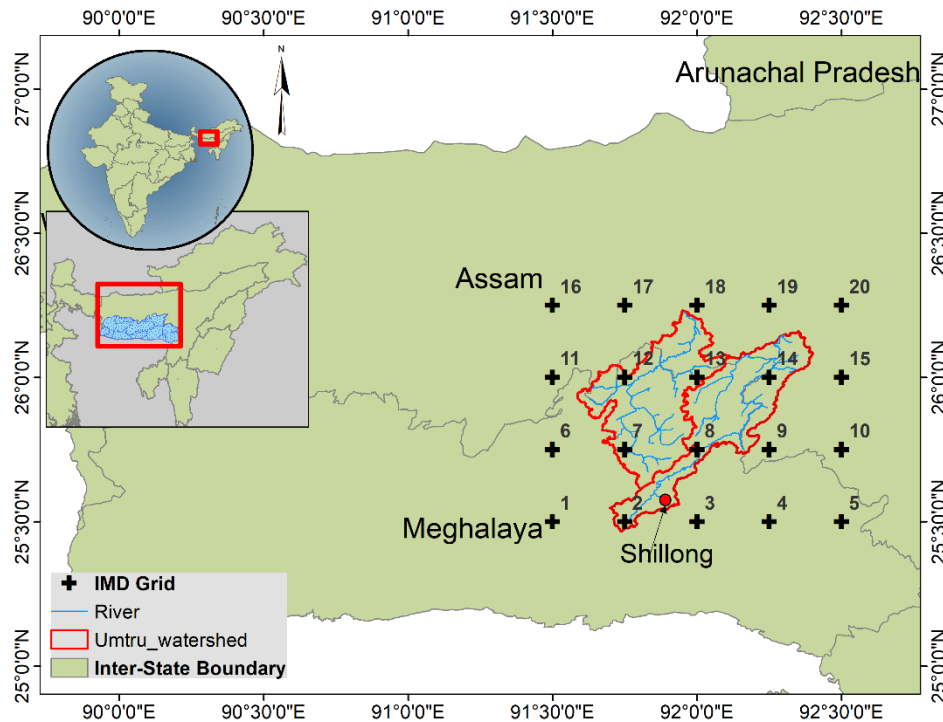 90°0'0"E 90°30'0"E 91°0'0"E 91°30'0"E 92°0'0"E 92°30'0"E
N
Arunachal Pradesh
27°0'0"N 27°0'0"N
26°30'0"N 26°30'0"N
Assam
16 17 18 19 20
11 12 13 14 15
26°0'0"N 26°0'0"N
6 7 8 9 10
1 2 3 4 5
25°30'0"N 25°30'0"N
Meghalaya
Shillong
IMD Grid
River
Umtru_watershed
Inter-State Boundary
25°0'0"N 25°0'0"N
90°0'0"E 90°30'0"E 91°0'0"E 91°30'0"E 92°0'0"E 92°30'0"E